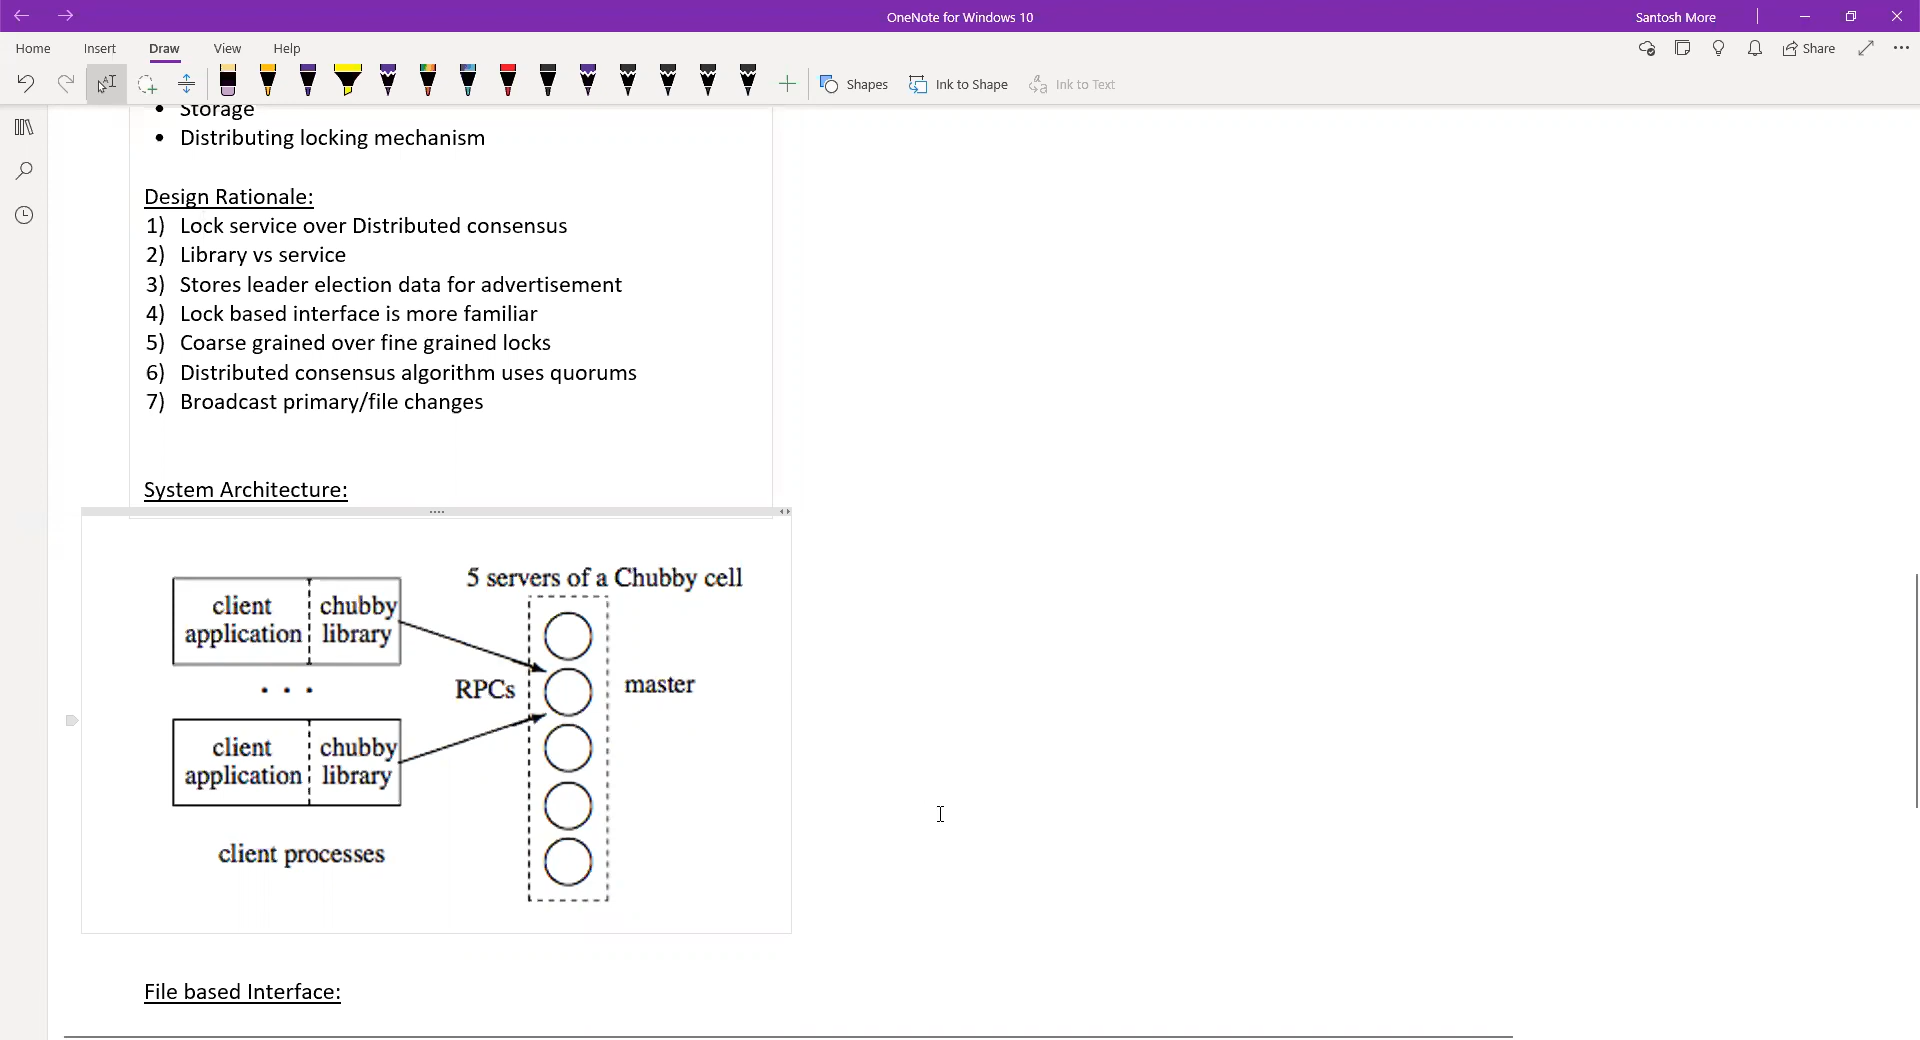 OneNote for Windows 10
Santosh More
Home Insert Draw View Help
Share
Shapes Ink to Shape Ink to Text
• Storage
• Distributing locking mechanism
Design Rationale:
1) Lock service over Distributed consensus
2) Library vs service
3) Stores leader election data for advertisement
4) Lock based interface is more familiar
5) Coarse grained over fine grained locks
6) Distributed consensus algorithm uses quorums
7) Broadcast primary/file changes
System Architecture:
5 servers of a Chubby cell
client application
chubby library
RPCs
master
. . .
client application
chubby library
client processes
File based Interface: